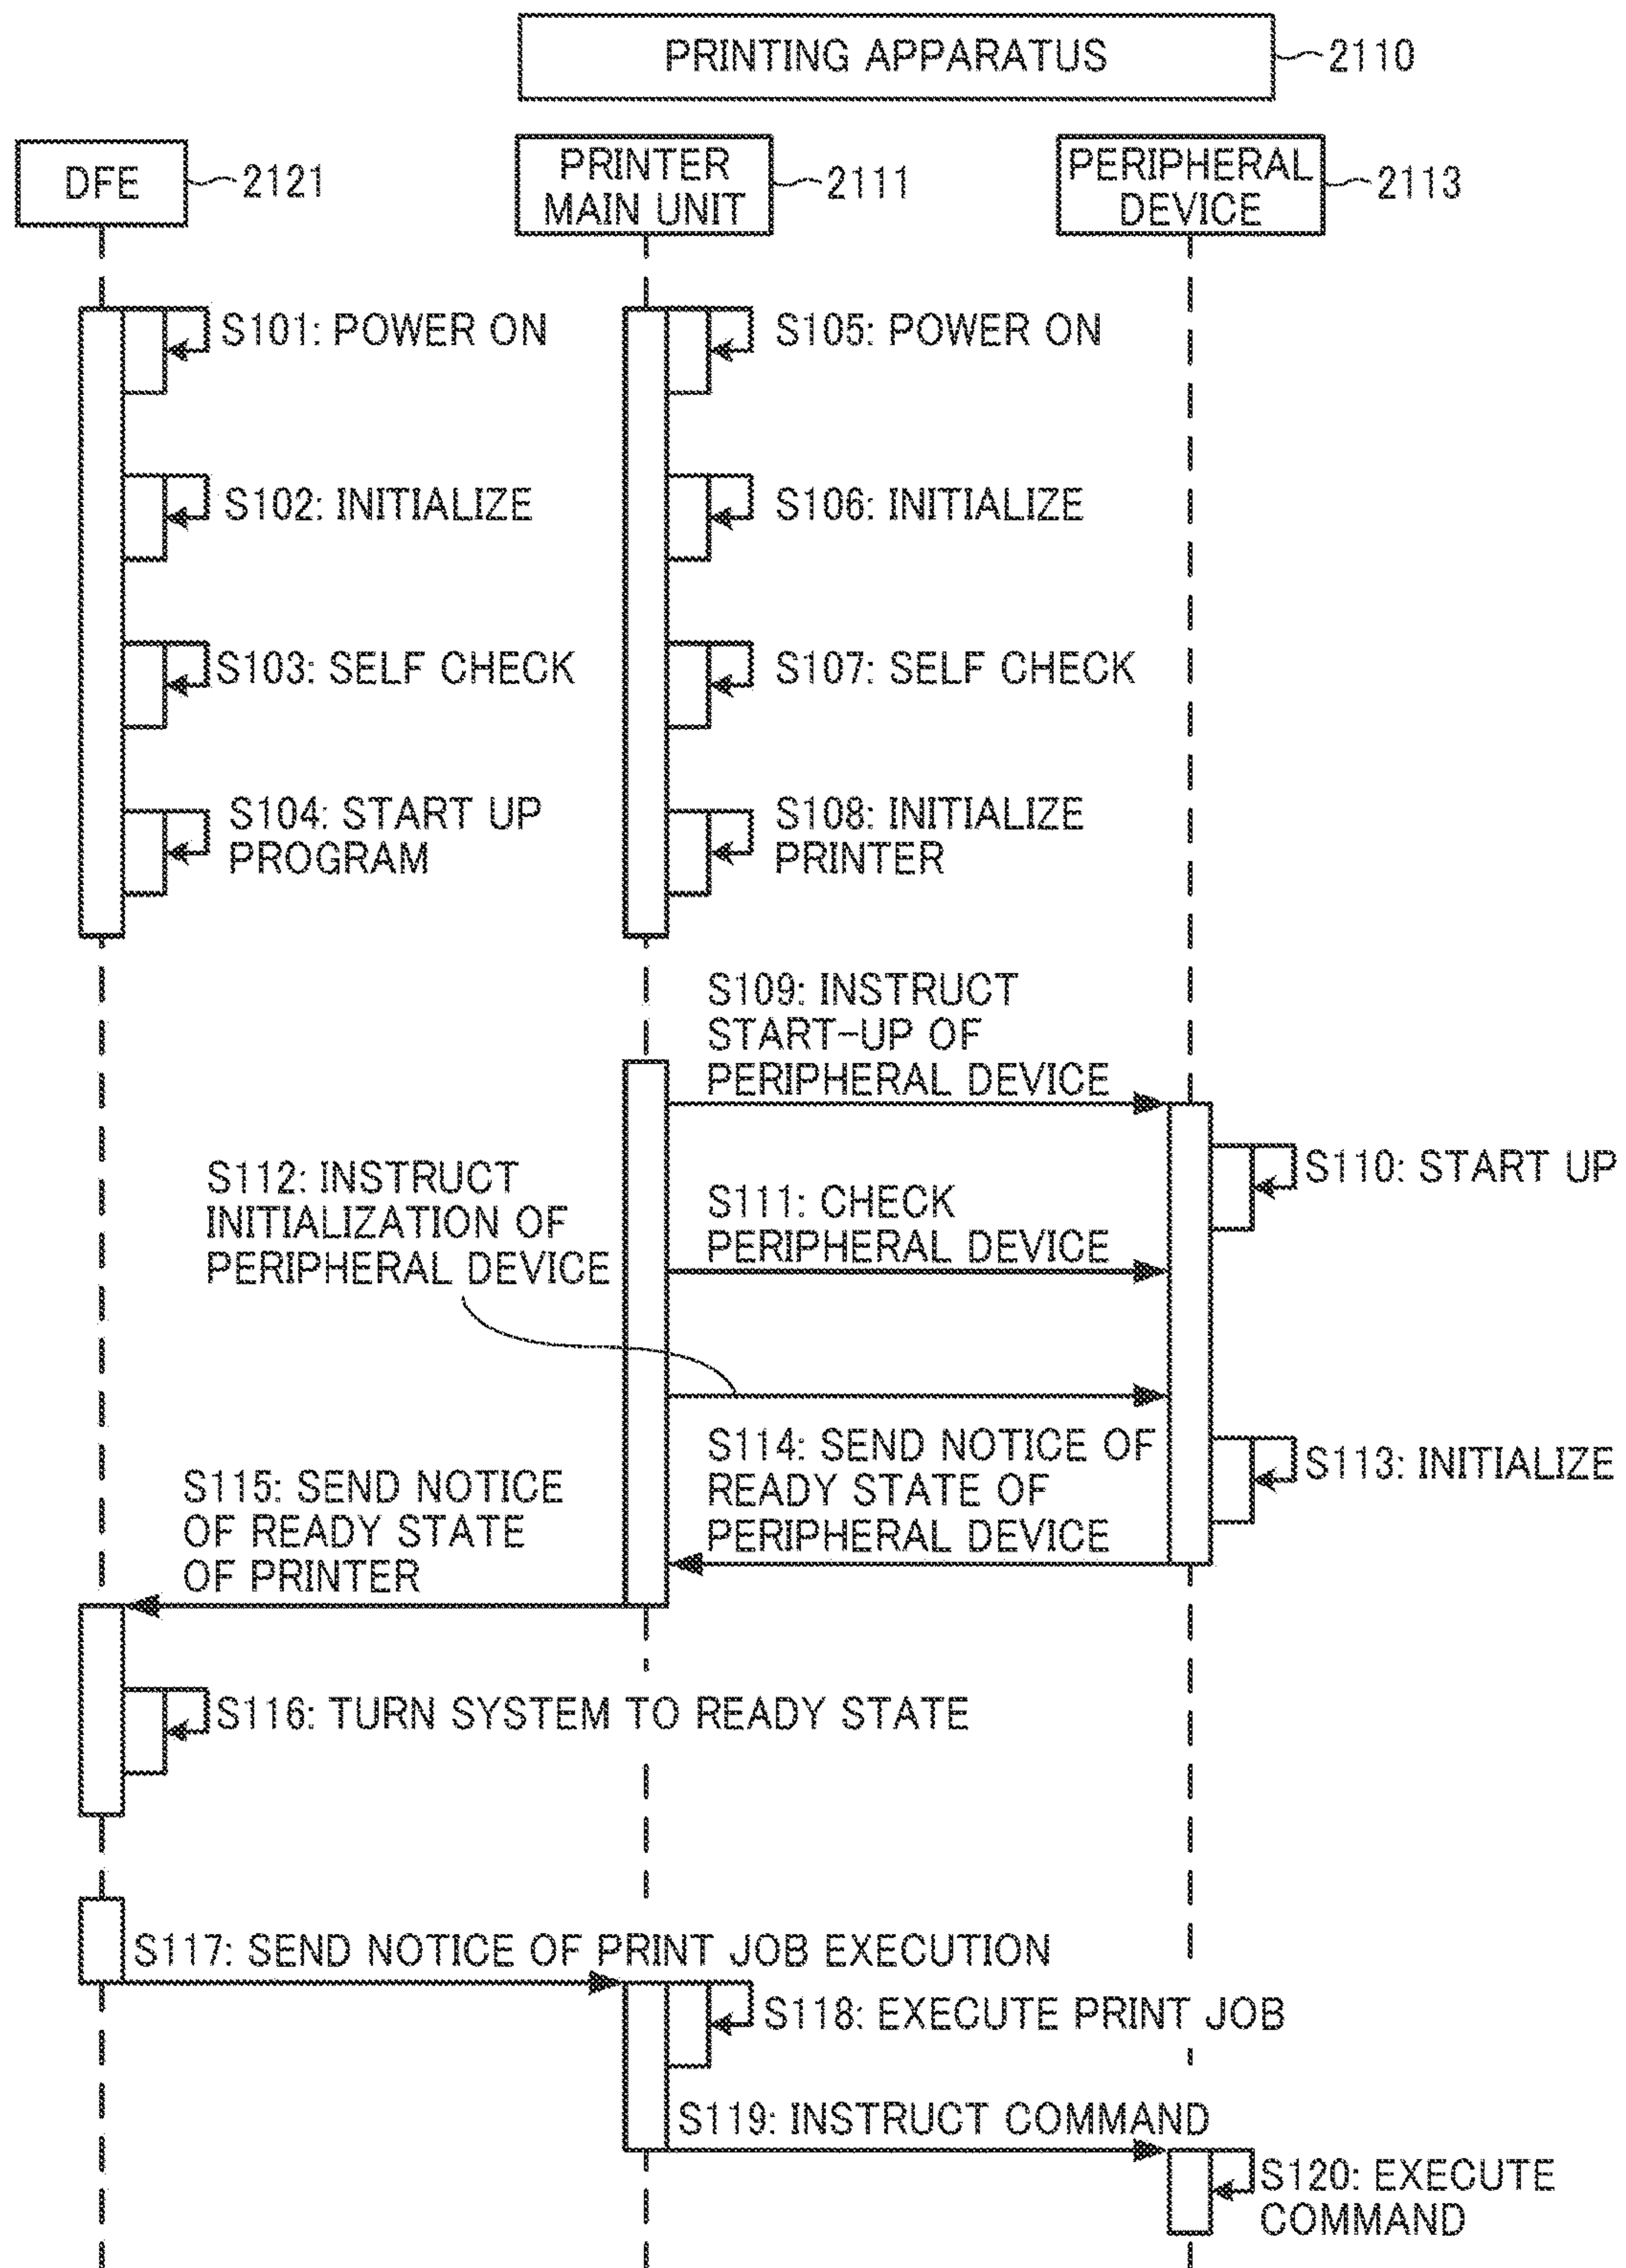 PRINTING APPARATUS
2110
DFE
2121
PRINTER
MAIN UNIT
2111
PERIPHERAL
DEVICE
2113
S101: POWER ON
S105: POWER ON
S102: INITIALIZE
S106: INITIALIZE
S103: SELF CHECK
S107: SELF CHECK
S104: START UP
PROGRAM
S108: INITIALIZE
PRINTER
S109: INSTRUCT
START-UP OF
PERIPHERAL DEVICE
S110: START UP
S112: INSTRUCT
INITIALIZATION OF
PERIPHERAL DEVICE
S111: CHECK
PERIPHERAL DEVICE
S114: SEND NOTICE OF
READY STATE OF
PERIPHERAL DEVICE
S113: INITIALIZE
S115: SEND NOTICE
OF READY STATE
OF PRINTER
S116: TURN SYSTEM TO READY STATE
S117: SEND NOTICE OF PRINT JOB EXECUTION
S118: EXECUTE PRINT JOB
S119: INSTRUCT COMMAND
S120: EXECUTE
COMMAND